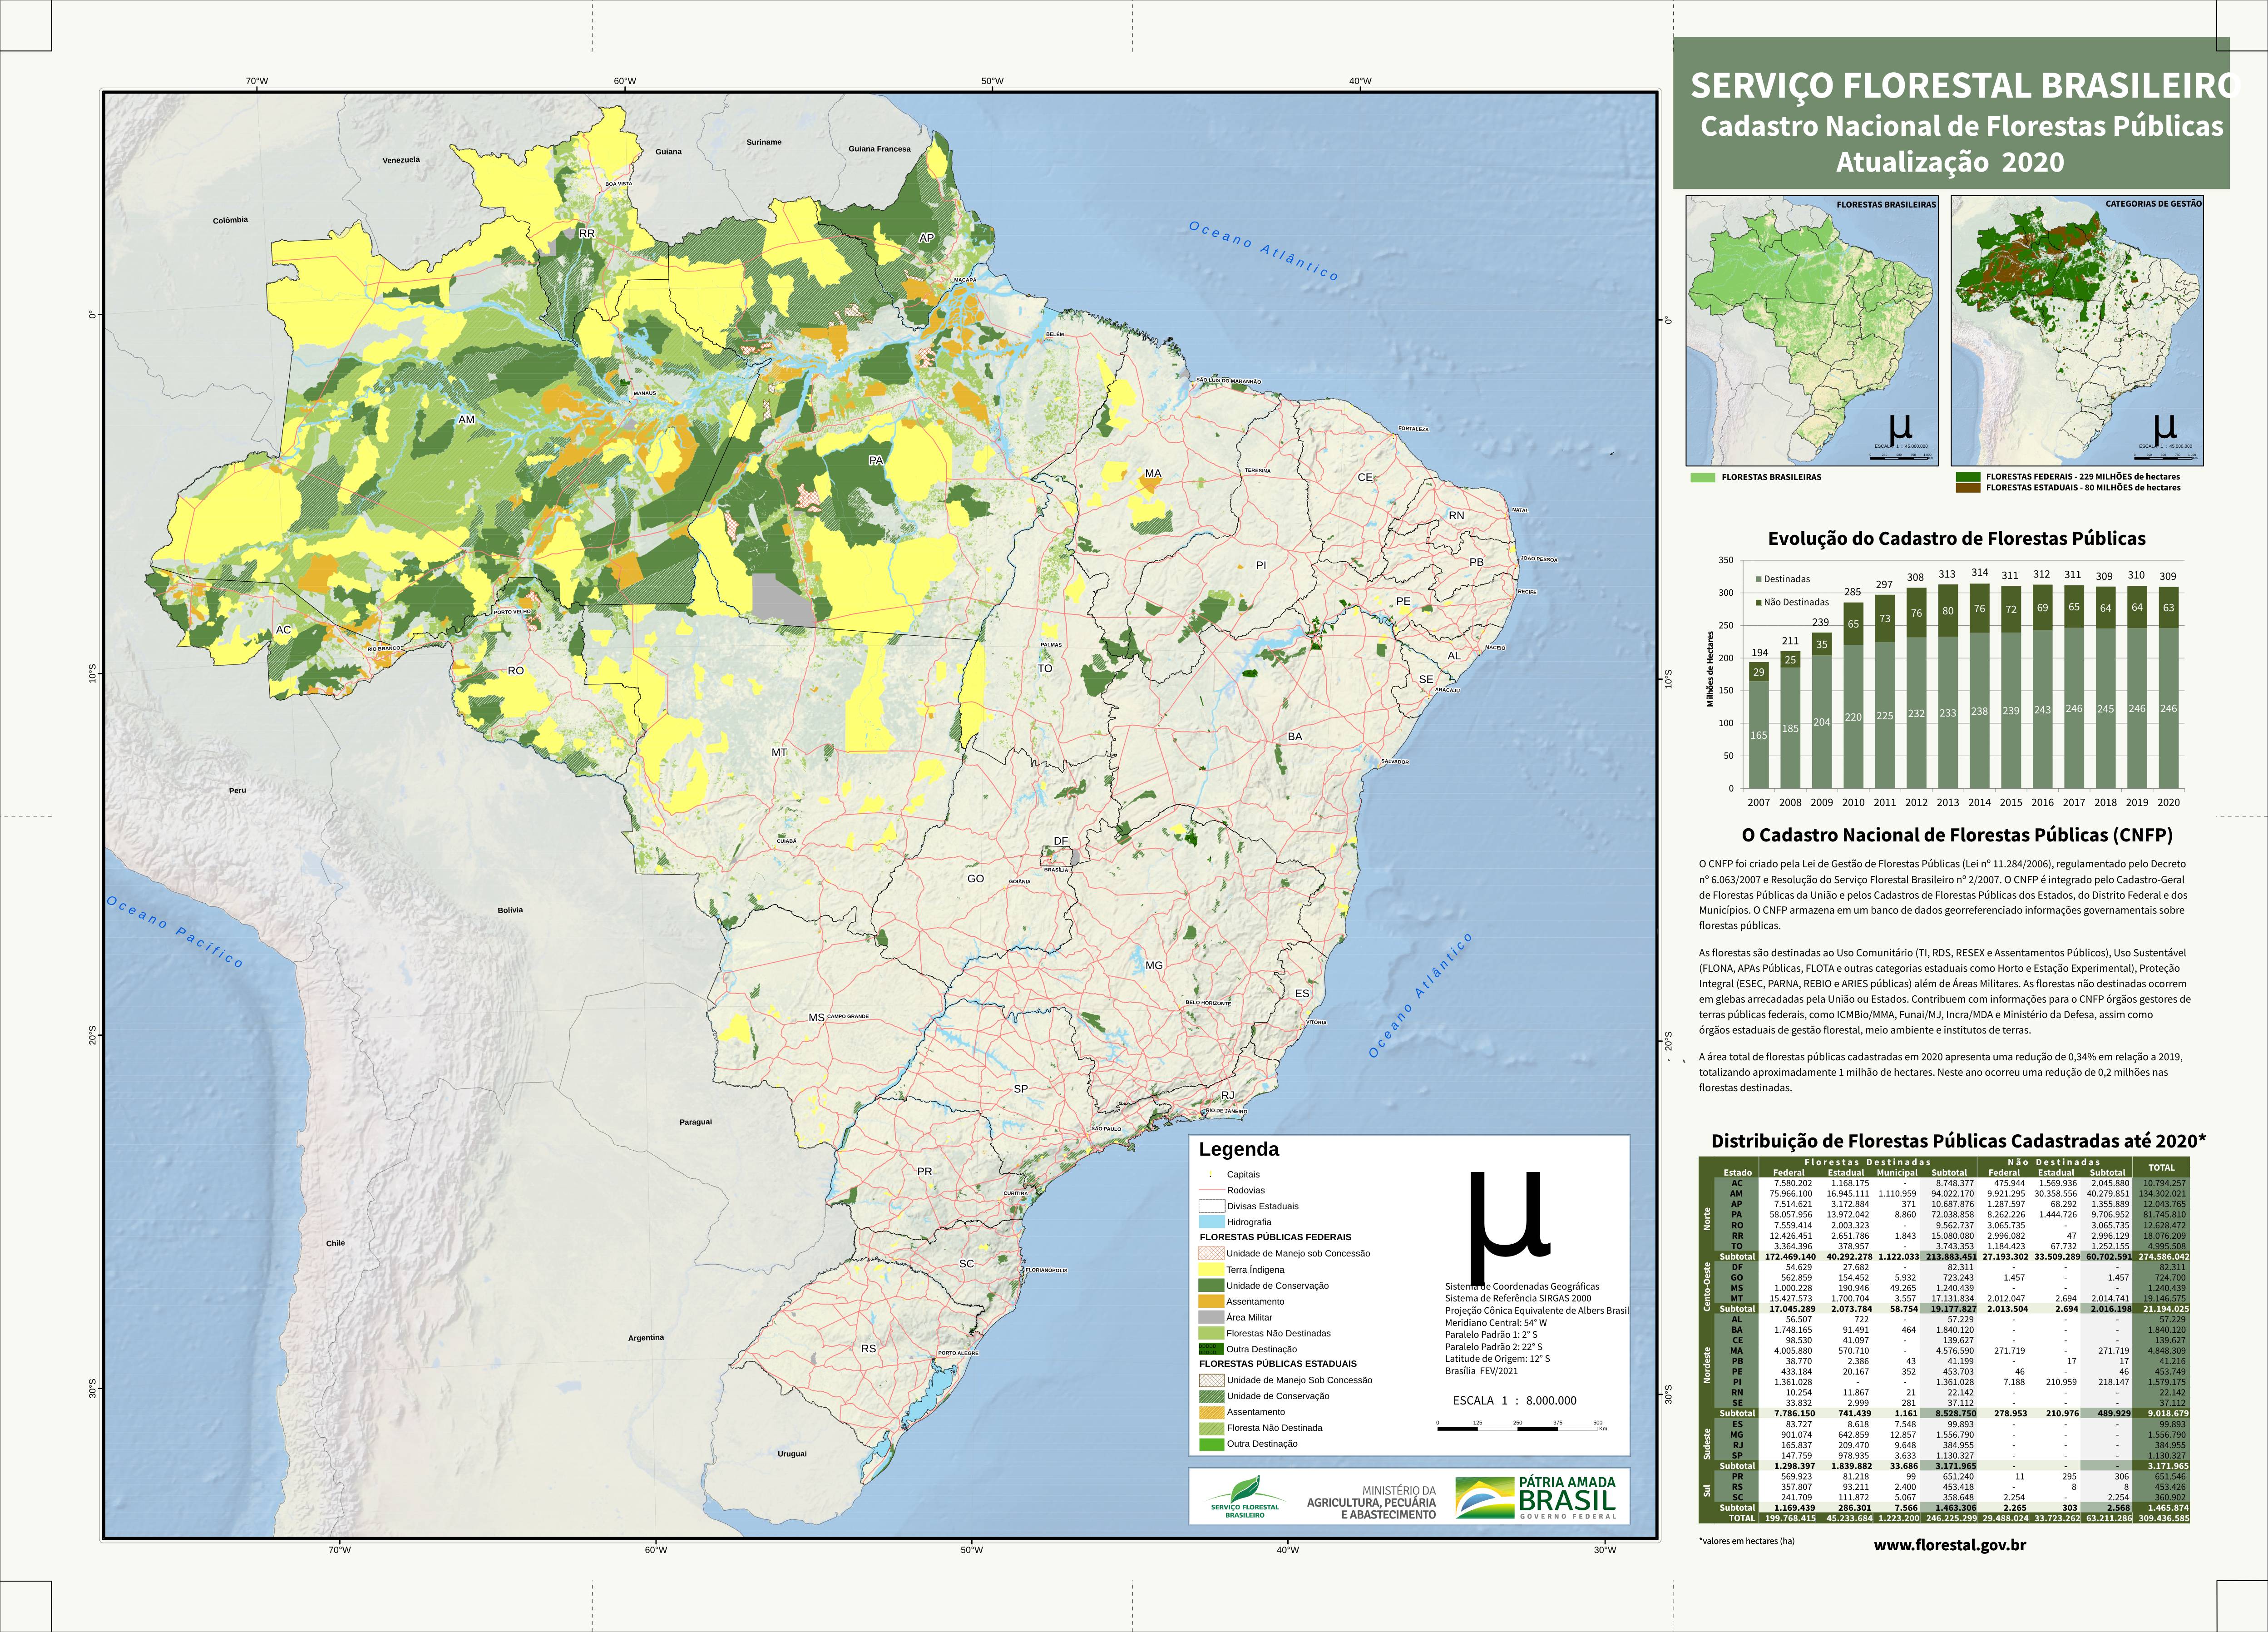 SERVIÇO FLORESTAL BRASILEIRO
Cadastro Nacional de Florestas Públicas
Atualização 2020
70°W 60°W 50°W 40°W
0° 10°S 20°S 30°S
0° 10°S 20°S 30°S
70°W 60°W 50°W 40°W 30°W
Venezuela
Guiana
Suriname
Guiana Francesa
Colômbia
Peru
Bolívia
Paraguai
Chile
Argentina
Uruguai
Oceano Atlântico
Oceano Pacífico
Oceano Atlântico
BOA VISTA
RR
AP
MACAPÁ
BELÉM
SÃO LUIS DO MARANHÃO
AM
MANAUS
PA
MA
TERESINA
FORTALEZA
CE
RN
NATAL
PB
JOÃO PESSOA
PI
PE
RECIFE
AC
RIO BRANCO
PORTO VELHO
RO
PALMAS
TO
AL
MACEIÓ
SE
ARACAJU
BA
SALVADOR
MT
CUIABÁ
DF
BRASÍLIA
GO
GOIÂNIA
MG
BELO HORIZONTE
ES
VITÓRIA
MS
CAMPO GRANDE
SP
SÃO PAULO
RJ
RIO DE JANEIRO
PR
CURITIBA
SC
FLORIANÓPOLIS
RS
PORTO ALEGRE
Legenda
Capitais
Rodovias
Divisas Estaduais
Hidrografia
FLORESTAS PÚBLICAS FEDERAIS
Unidade de Manejo sob Concessão
Terra Índigena
Unidade de Conservação
Assentamento
Área Militar
Florestas Não Destinadas
Outra Destinação
FLORESTAS PÚBLICAS ESTADUAIS
Unidade de Manejo Sob Concessão
Unidade de Conservação
Assentamento
Floresta Não Destinada
Outra Destinação
µ
Sistema de Coordenadas Geográficas
Sistema de Referência SIRGAS 2000
Projeção Cônica Equivalente de Albers Brasil
Meridiano Central: 54° W
Paralelo Padrão 1: 2° S
Paralelo Padrão 2: 22° S
Latitude de Origem: 12° S
Brasília FEV/2021
ESCALA 1 : 8.000.000
0 125 250 375 500
Km
SERVIÇO FLORESTAL
BRASILEIRO
MINISTÉRIO DA
AGRICULTURA, PECUÁRIA
E ABASTECIMENTO
PÁTRIA AMADA
BRASIL
GOVERNO FEDERAL
FLORESTAS BRASILEIRAS
µ
ESCALA 1 : 45.000.000
FLORESTAS BRASILEIRAS
CATEGORIAS DE GESTÃO
µ
ESCALA 1 : 45.000.000
FLORESTAS FEDERAIS - 229 MILHÕES de hectares
FLORESTAS ESTADUAIS - 80 MILHÕES de hectares
Evolução do Cadastro de Florestas Públicas
Milhões de Hectares
350
300
250
200
150
100
50
0
Destinadas
Não Destinadas
194 211 239 285 297 308 313 314 311 312 311 309 310 309
29 25 35 65 73 76 80 76 72 69 65 64 64 63
165 185 204 220 225 232 233 238 239 243 246 245 246 246
2007 2008 2009 2010 2011 2012 2013 2014 2015 2016 2017 2018 2019 2020
O Cadastro Nacional de Florestas Públicas (CNFP)
O CNFP foi criado pela Lei de Gestão de Florestas Públicas (Lei nº 11.284/2006), regulamentado pelo Decreto
nº 6.063/2007 e Resolução do Serviço Florestal Brasileiro nº 2/2007. O CNFP é integrado pelo Cadastro-Geral
de Florestas Públicas da União e pelos Cadastros de Florestas Públicas dos Estados, do Distrito Federal e dos
Municípios. O CNFP armazena em um banco de dados georreferenciado informações governamentais sobre
florestas públicas.
As florestas são destinadas ao Uso Comunitário (TI, RDS, RESEX e Assentamentos Públicos), Uso Sustentável
(FLONA, APAs Públicas, FLOTA e outras categorias estaduais como Horto e Estação Experimental), Proteção
Integral (ESEC, PARNA, REBIO e ARIES públicas) além de Áreas Militares. As florestas não destinadas ocorrem
em glebas arrecadadas pela União ou Estados. Contribuem com informações para o CNFP órgãos gestores de
terras públicas federais, como ICMBio/MMA, Funai/MJ, Incra/MDA e Ministério da Defesa, assim como
órgãos estaduais de gestão florestal, meio ambiente e institutos de terras.
A área total de florestas públicas cadastradas em 2020 apresenta uma redução de 0,34% em relação a 2019,
totalizando aproximadamente 1 milhão de hectares. Neste ano ocorreu uma redução de 0,2 milhões nas
florestas destinadas.
Distribuição de Florestas Públicas Cadastradas até 2020*
Florestas Destinadas Não Destinadas TOTAL
Estado Federal Estadual Municipal Subtotal Federal Estadual Subtotal
Norte
AC 7.580.202 1.168.175 - 8.748.377 475.944 1.569.936 2.045.880 10.794.257
AM 75.966.100 16.945.111 1.110.959 94.022.170 9.921.295 30.358.556 40.279.851 134.302.021
AP 7.514.621 3.172.884 371 10.687.876 1.287.597 68.292 1.355.889 12.043.765
PA 58.057.956 13.972.042 8.860 72.038.858 8.262.226 1.444.726 9.706.952 81.745.810
RO 7.559.414 2.003.323 - 9.562.737 3.065.735 - 3.065.735 12.628.472
RR 12.426.451 2.651.786 1.843 15.080.080 2.996.082 47 2.996.129 18.076.209
TO 3.364.396 378.957 - 3.743.353 1.184.423 67.732 1.252.155 4.995.508
Subtotal 172.469.140 40.292.278 1.122.033 213.883.451 27.193.302 33.509.289 60.702.591 274.586.042
Cento-Oeste
DF 54.629 27.682 - 82.311 - - - 82.311
GO 562.859 154.452 5.932 723.243 1.457 - 1.457 724.700
MS 1.000.228 190.946 49.265 1.240.439 - - - 1.240.439
MT 15.427.573 1.700.704 3.557 17.131.834 2.012.047 2.694 2.014.741 19.146.575
Subtotal 17.045.289 2.073.784 58.754 19.177.827 2.013.504 2.694 2.016.198 21.194.025
Nordeste
AL 56.507 722 - 57.229 - - - 57.229
BA 1.748.165 91.491 464 1.840.120 - - - 1.840.120
CE 98.530 41.097 - 139.627 - - - 139.627
MA 4.005.880 570.710 - 4.576.590 271.719 - 271.719 4.848.309
PB 38.770 2.386 43 41.199 - 17 17 41.216
PE 433.184 20.167 352 453.703 46 - 46 453.749
PI 1.361.028 - - 1.361.028 7.188 210.959 218.147 1.579.175
RN 10.254 11.867 21 22.142 - - - 22.142
SE 33.832 2.999 281 37.112 - - - 37.112
Subtotal 7.786.150 741.439 1.161 8.528.750 278.953 210.976 489.929 9.018.679
Sudeste
ES 83.727 8.618 7.548 99.893 - - - 99.893
MG 901.074 642.859 12.857 1.556.790 - - - 1.556.790
RJ 165.837 209.470 9.648 384.955 - - - 384.955
SP 147.759 978.935 3.633 1.130.327 - - - 1.130.327
Subtotal 1.298.397 1.839.882 33.686 3.171.965 - - - 3.171.965
Sul
PR 569.923 81.218 99 651.240 11 295 306 651.546
RS 357.807 93.211 2.400 453.418 - 8 8 453.426
SC 241.709 111.872 5.067 358.648 2.254 - 2.254 360.902
Subtotal 1.169.439 286.301 7.566 1.463.306 2.265 303 2.568 1.465.874
TOTAL 199.768.415 45.233.684 1.223.200 246.225.299 29.488.024 33.723.262 63.211.286 309.436.585
*valores em hectares (ha)
www.florestal.gov.br